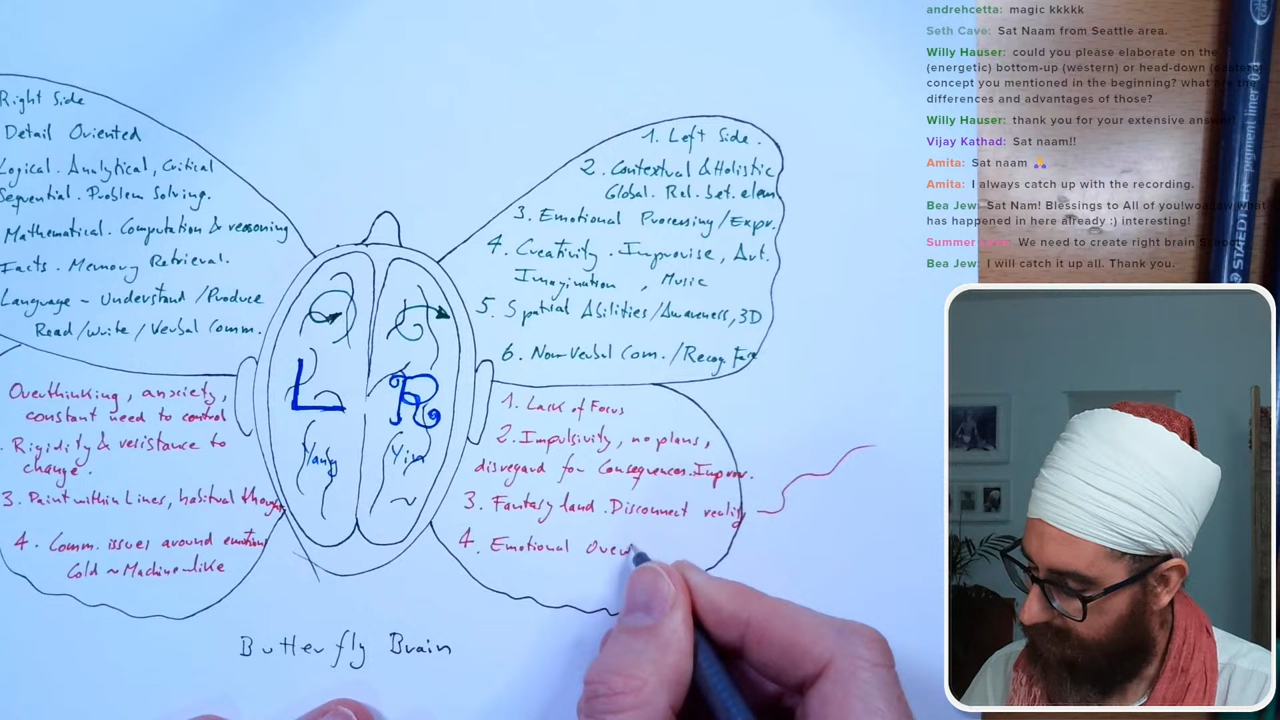 Right Side
Detail Oriented
Logical. Analytical, Critical
Sequential. Problem Solving.
Mathematical. Computation & reasoning
Facts. Memory Retrieval.
Language ~ Understand / Produce
Read/Write / Verbal Comm.
Overthinking, anxiety,
constant need to control
. Rigidity & resistance to
change.
3. Paint within Lines, habitual
4. Comm. issues around emotions
Cold ~ Machine-like
L
R
Yang
Yin
~
1. Left Side.
2. Contextual & Holistic
Global. Rel. bet. elem
3. Emotional Processing /Expr.
4. Creativity. Improvise, Art.
Imagination, Music
5. Spatial Abilities/Awareness, 3D
6. Non-Verbal Com. /Recog. Fac
1. Lack of Focus
2. Impulsivity, no plans,
disregard for Consequences. Improv.
3. Fantasy land. Disconnect reality
4. Emotional Over
Butterfly Brain
andrehcetta: magic kkkkk
Seth Cave: Sat Naam from Seattle area.
Willy Hauser: could you please elaborate on the
(energetic) bottom-up (western) or head-down (eastern)
concept you mentioned in the beginning? what are the
differences and advantages of those?
Willy Hauser: thank you for your extensive answer
Vijay Kathad: Sat naam!!
Amita: Sat naam 🙏
Amita: I always catch up with the recording.
Bea Jew: Sat Nam! Blessings to All of you! what
has happened in here already :) interesting!
Summer We need to create right brain
Bea Jew: I will catch it up all. Thank you.
STAEDTLER pigment liner